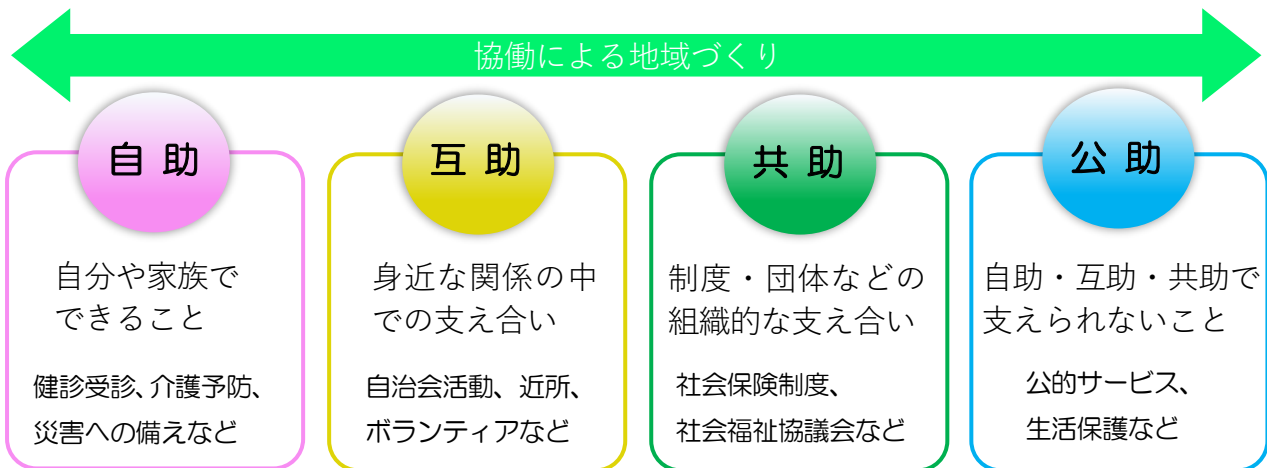 協働による地域づくり
自助
自分や家族で
できること
健診受診、介護予防、
災害への備えなど
互助
身近な関係の中
での支え合い
自治会活動、近所、
ボランティアなど
共助
制度・団体などの
組織的な支え合い
社会保険制度、
社会福祉協議会など
公助
自助・互助・共助で
支えられないこと
公的サービス、
生活保護など